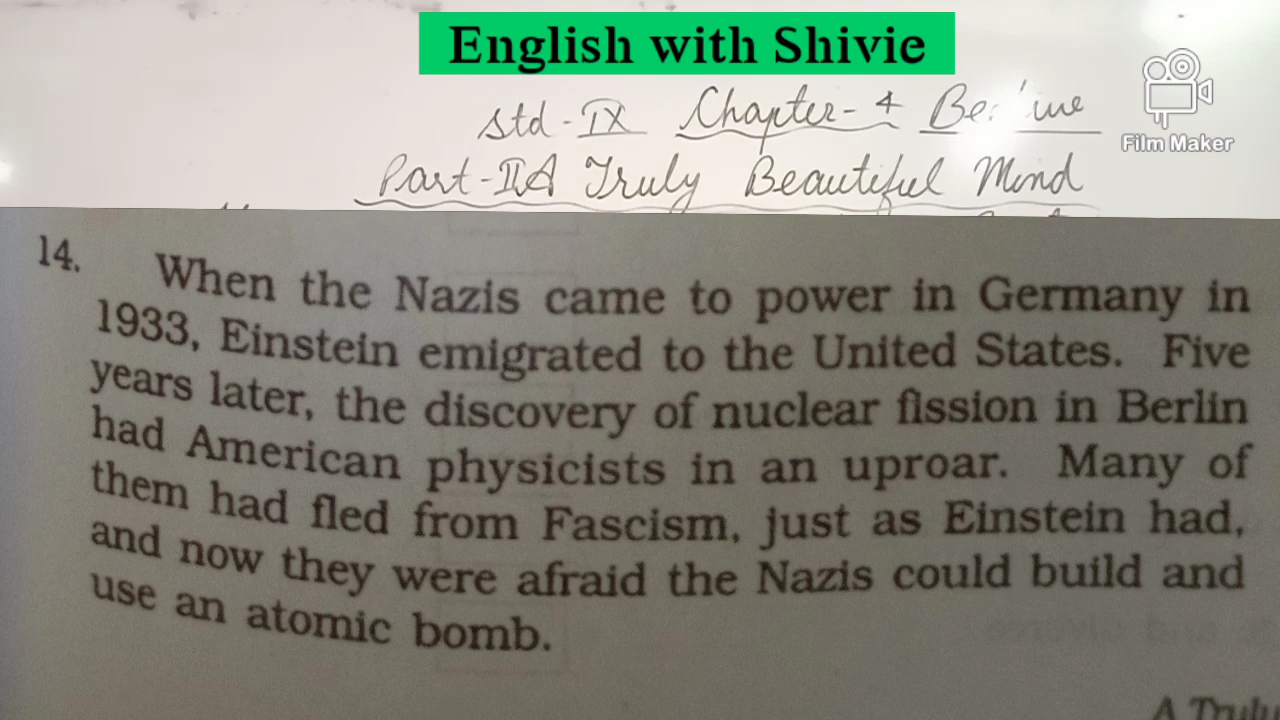 English with Shivie
std - IX Chapter - 4 Beehive
Film Maker
Part - II A Truly Beautiful Mind
14. When the Nazis came to power in Germany in
1933, Einstein emigrated to the United States. Five
years later, the discovery of nuclear fission in Berlin
had American physicists in an uproar. Many of
them had fled from Fascism, just as Einstein had,
and now they were afraid the Nazis could build and
use an atomic bomb.
A Truly